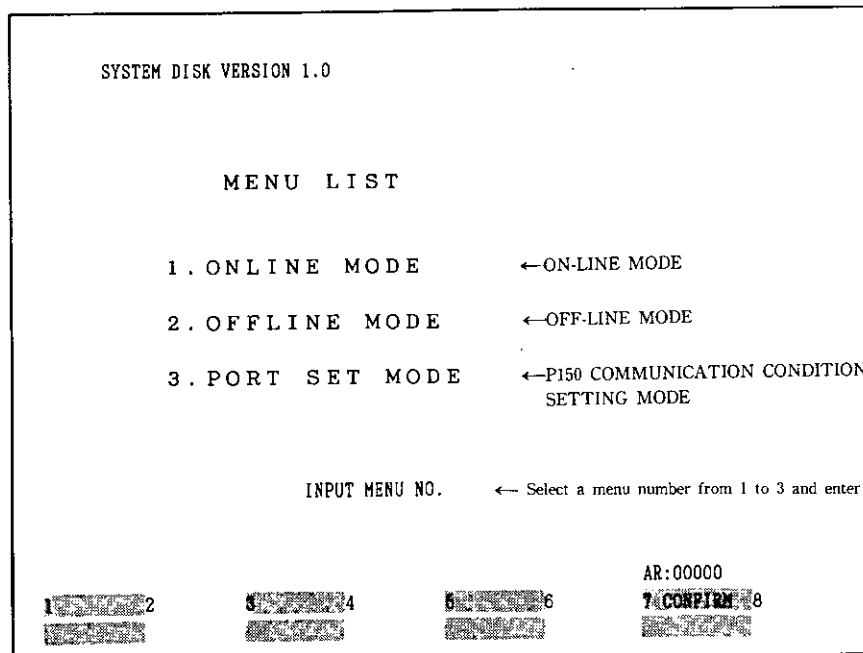 SYSTEM DISK VERSION 1.0
MENU LIST
1. ONLINE MODE ←ON-LINE MODE
2. OFFLINE MODE ←OFF-LINE MODE
3. PORT SET MODE ←P150 COMMUNICATION CONDITION
SETTING MODE
INPUT MENU NO. ← Select a menu number from 1 to 3 and enter
AR:00000
1 2 3 4 5 6 7 CONFIRM 8